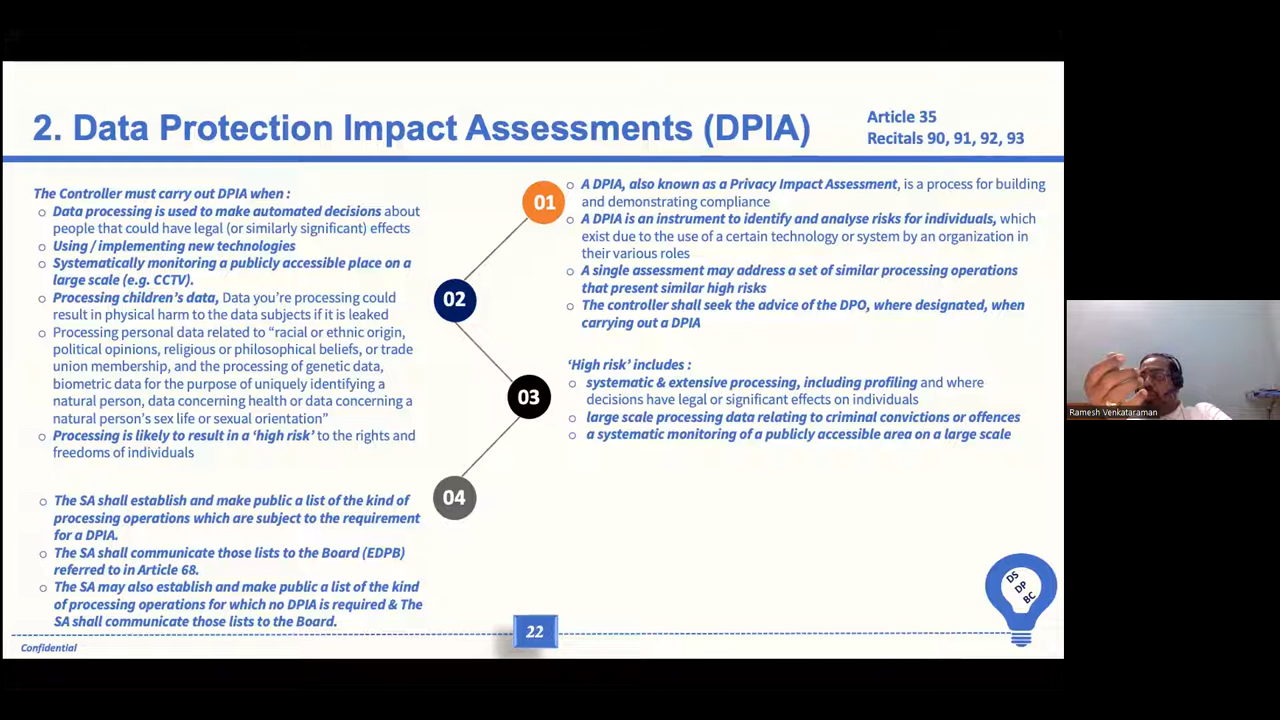 2. Data Protection Impact Assessments (DPIA)
Article 35
Recitals 90, 91, 92, 93
The Controller must carry out DPIA when :
○ Data processing is used to make automated decisions about
people that could have legal (or similarly significant) effects
○ Using / implementing new technologies
○ Systematically monitoring a publicly accessible place on a
large scale (e.g. CCTV).
○ Processing children's data, Data you're processing could
result in physical harm to the data subjects if it is leaked
○ Processing personal data related to “racial or ethnic origin,
political opinions, religious or philosophical beliefs, or trade
union membership, and the processing of genetic data,
biometric data for the purpose of uniquely identifying a
natural person, data concerning health or data concerning a
natural person's sex life or sexual orientation”
○ Processing is likely to result in a ‘high risk’ to the rights and
freedoms of individuals
01
○ A DPIA, also known as a Privacy Impact Assessment, is a process for building
and demonstrating compliance
○ A DPIA is an instrument to identify and analyse risks for individuals, which
exist due to the use of a certain technology or system by an organization in
their various roles
○ A single assessment may address a set of similar processing operations
that present similar high risks
○ The controller shall seek the advice of the DPO, where designated, when
carrying out a DPIA
02
03
‘High risk’ includes :
○ systematic & extensive processing, including profiling and where
decisions have legal or significant effects on individuals
○ large scale processing data relating to criminal convictions or offences
○ a systematic monitoring of a publicly accessible area on a large scale
04
○ The SA shall establish and make public a list of the kind of
processing operations which are subject to the requirement
for a DPIA.
○ The SA shall communicate those lists to the Board (EDPB)
referred to in Article 68.
○ The SA may also establish and make public a list of the kind
of processing operations for which no DPIA is required & The
SA shall communicate those lists to the Board.
22
Confidential
DS
DP
BC
Ramesh Venkataraman